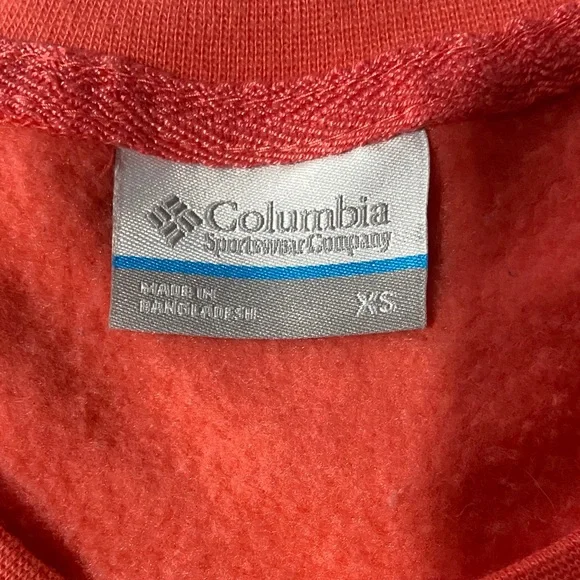 Columbia
Sportswear Company
MADE IN
BANGLADESH
XS